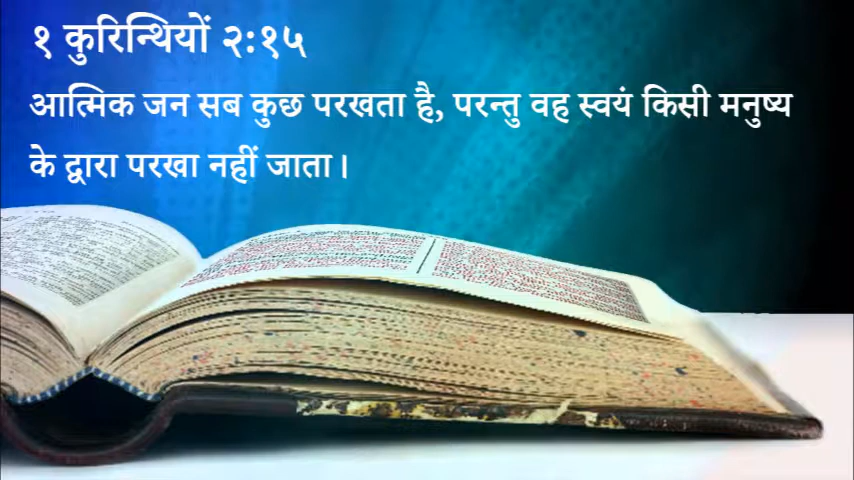 १ कुरिन्थियों २:१५
आत्मिक जन सब कुछ परखता है, परन्तु वह स्वयं किसी मनुष्य
के द्वारा परखा नहीं जाता।